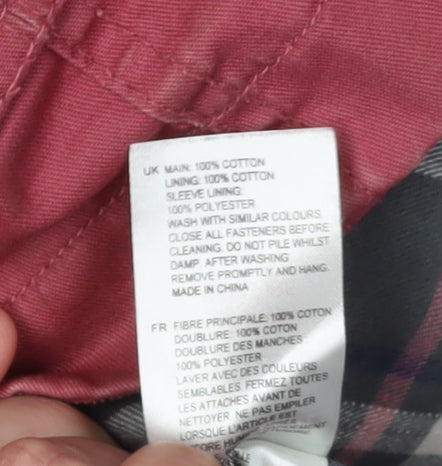 UK MAIN: 100% COTTON
LINING: 100% COTTON
SLEEVE LINING:
100% POLYESTER
WASH WITH SIMILAR COLOURS.
CLOSE ALL FASTENERS BEFORE
CLEANING. DO NOT PILE WHILST
DAMP. AFTER WASHING
REMOVE PROMPTLY AND HANG.
MADE IN CHINA
FR FIBRE PRINCIPALE: 100% COTON
DOUBLURE: 100% COTON
DOUBLURE DES MANCHES
100% POLYESTER
LAVER AVEC DES COULEURS
SEMBLABLES. FERMEZ TOUTES
LES ATTACHES AVANT DE
NETTOYER. NE PAS EMPILER
LORSQUE L'ARTICLE EST
ENCORE